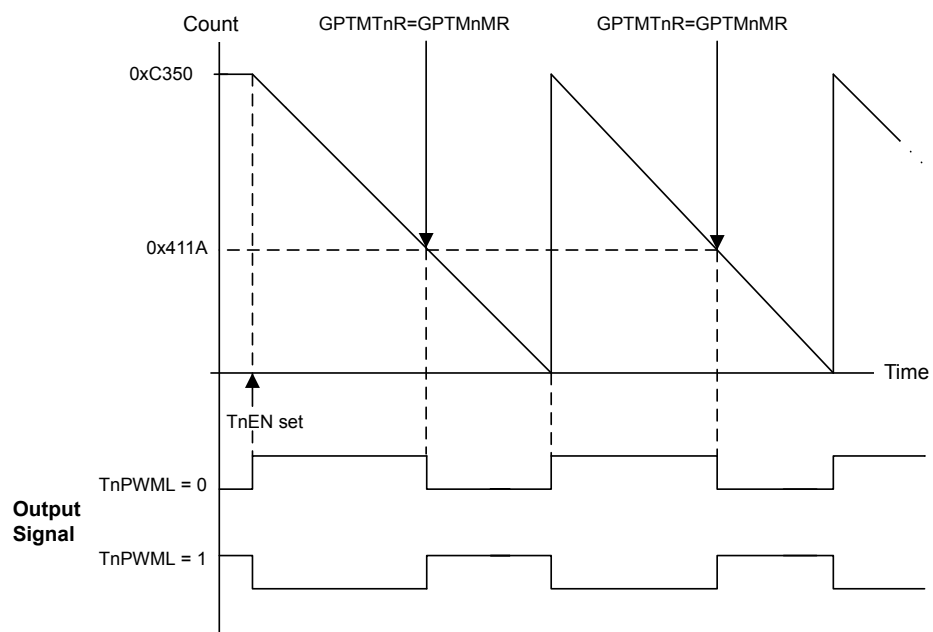 Count
GPTMTnR=GPTMnMR
GPTMTnR=GPTMnMR
0xC350
0x411A
Time
TnEN set
TnPWML = 0
Output
Signal
TnPWML = 1